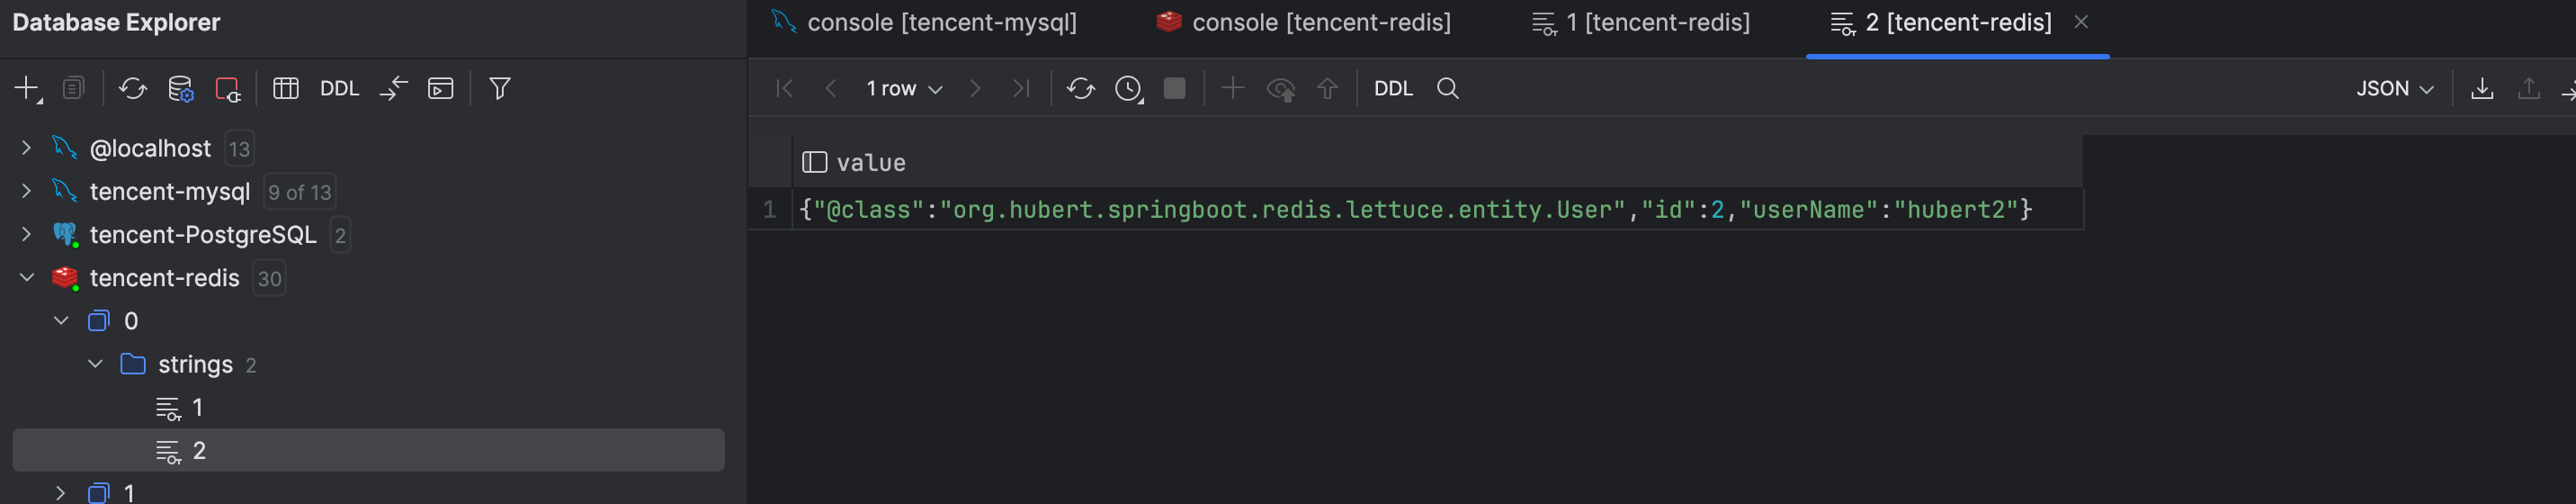 Database Explorer
DDL
@localhost 13
tencent-mysql 9 of 13
tencent-PostgreSQL 2
tencent-redis 30
0
strings 2
1
2
1
console [tencent-mysql] console [tencent-redis] 1 [tencent-redis] 2 [tencent-redis]
1 row DDL JSON
value
1 {"@class":"org.hubert.springboot.redis.lettuce.entity.User","id":2,"userName":"hubert2"}